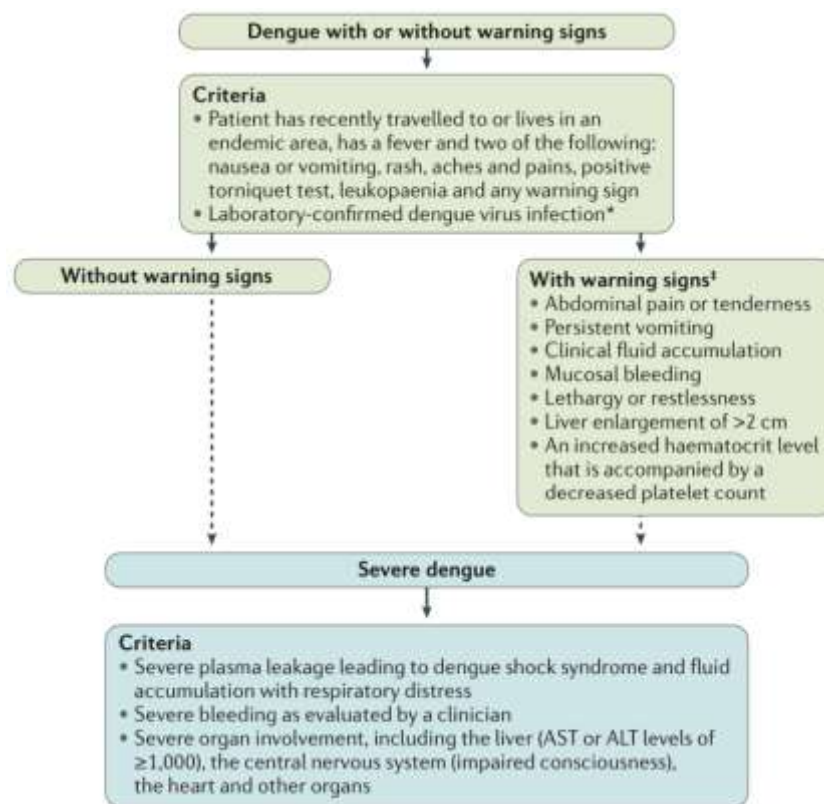 Dengue with or without warning signs
Criteria
• Patient has recently travelled to or lives in an
endemic area, has a fever and two of the following:
nausea or vomiting, rash, aches and pains, positive
torniquet test, leukopaenia and any warning sign
• Laboratory-confirmed dengue virus infection*
Without warning signs
With warning signs‡
• Abdominal pain or tenderness
• Persistent vomiting
• Clinical fluid accumulation
• Mucosal bleeding
• Lethargy or restlessness
• Liver enlargement of >2 cm
• An increased haematocrit level
that is accompanied by a
decreased platelet count
Severe dengue
Criteria
• Severe plasma leakage leading to dengue shock syndrome and fluid
accumulation with respiratory distress
• Severe bleeding as evaluated by a clinician
• Severe organ involvement, including the liver (AST or ALT levels of
≥1,000), the central nervous system (impaired consciousness),
the heart and other organs